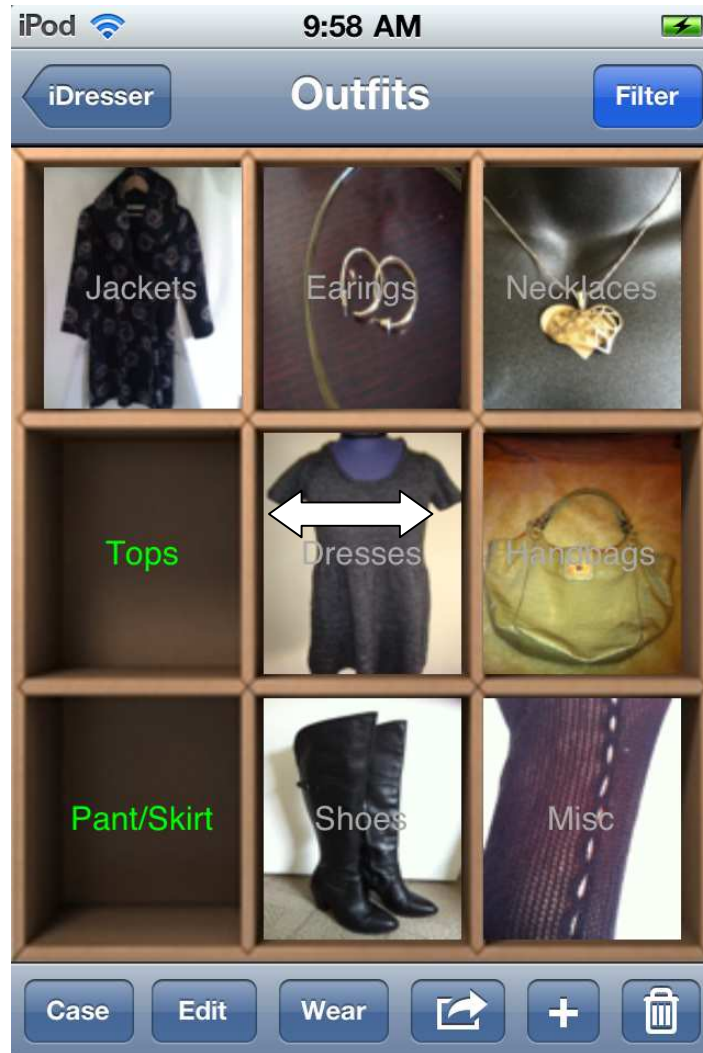 iPod 9:58 AM
iDresser Outfits Filter
Jackets Earings Necklaces
Tops Dresses Handbags
Pant/Skirt Shoes Misc
Case Edit Wear +